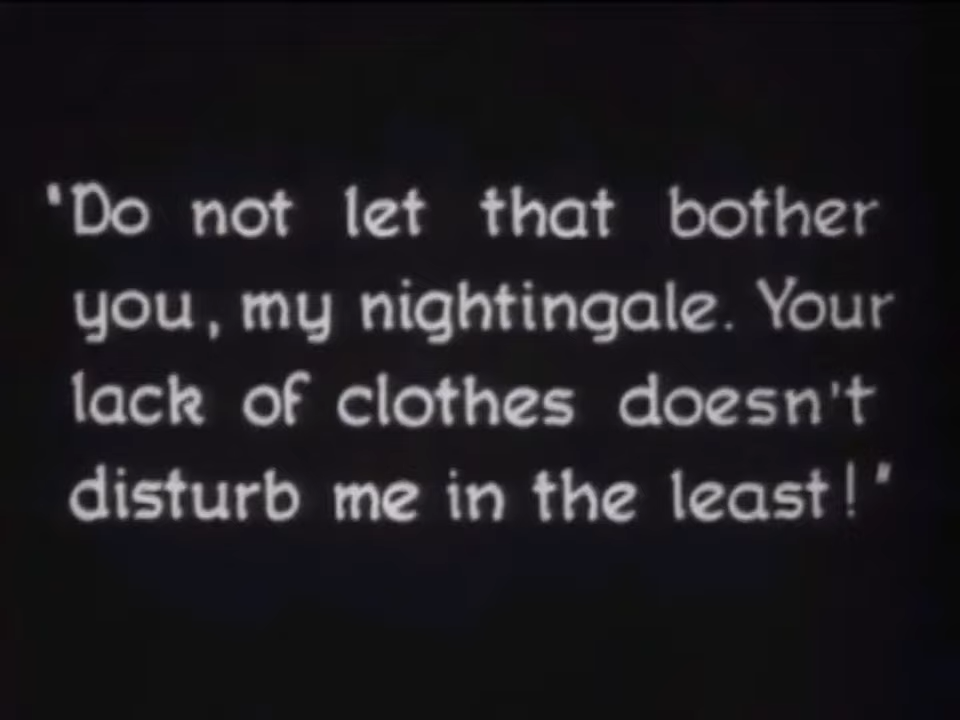 "Do not let that bother
you, my nightingale. Your
lack of clothes doesn't
disturb me in the least!"